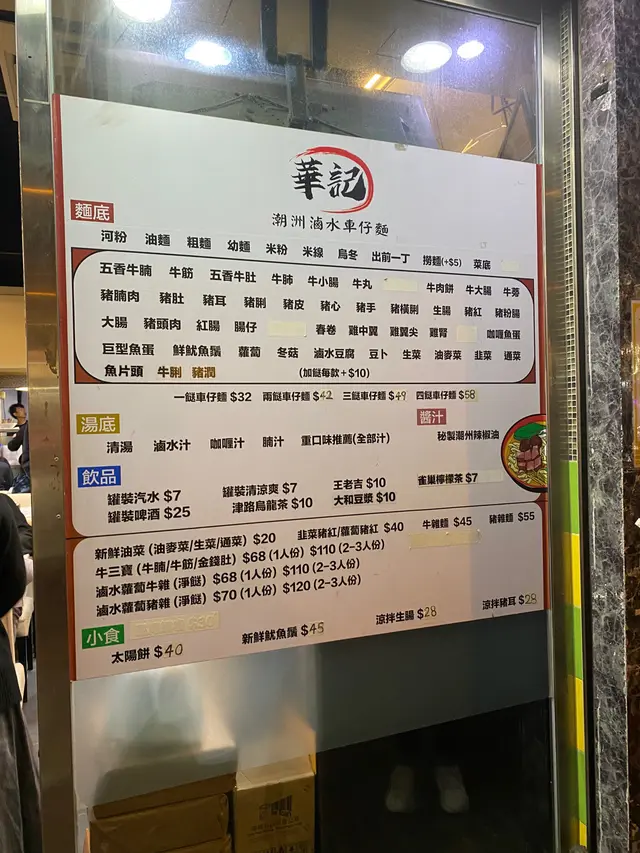 華記
潮洲滷水車仔麵
麵底
河粉 油麵 粗麵 幼麵 米粉 米線 烏冬 出前一丁 撈麵(+$5) 菜底
五香牛腩 牛筋 五香牛肚 牛肺 牛小腸 牛丸 牛肉餅 牛大腸 牛蒡
豬腩肉 豬肚 豬耳 豬脷 豬皮 豬心 豬手 豬橫脷 生腸 豬紅 豬粉腸
大腸 豬頭肉 紅腸 腸仔 春卷 雞中翼 雞翼尖 雞腎 咖喱魚蛋
巨型魚蛋 鮮魷魚鬚 蘿蔔 冬菇 滷水豆腐 豆卜 生菜 油麥菜 韭菜 通菜
魚片頭 牛脷 豬潤 (加餸每款+$10)
一餸車仔麵 $32 兩餸車仔麵 $42 三餸車仔麵 $49 四餸車仔麵 $58
湯底 醬汁
清湯 滷水汁 咖喱汁 腩汁 重口味推薦(全部汁) 秘製潮州辣椒油
飲品
罐裝汽水 $7 罐裝清涼爽 $7 王老吉 $10 雀巢檸檬茶 $7
罐裝啤酒 $25 津路烏龍茶 $10 大和豆漿 $10
新鮮油菜 (油麥菜/生菜/通菜) $20 韭菜豬紅/蘿蔔豬紅 $40 牛雜麵 $45 豬雜麵 $55
牛三寶 (牛腩/牛筋/金錢肚) $68 (1人份) $110 (2-3人份)
滷水蘿蔔牛雜 (淨餸) $68 (1人份) $110 (2-3人份)
滷水蘿蔔豬雜 (淨餸) $70 (1人份) $120 (2-3人份)
小食
太陽餅 $40 新鮮魷魚鬚 $45 涼拌生腸 $28 涼拌豬耳 $28
華記